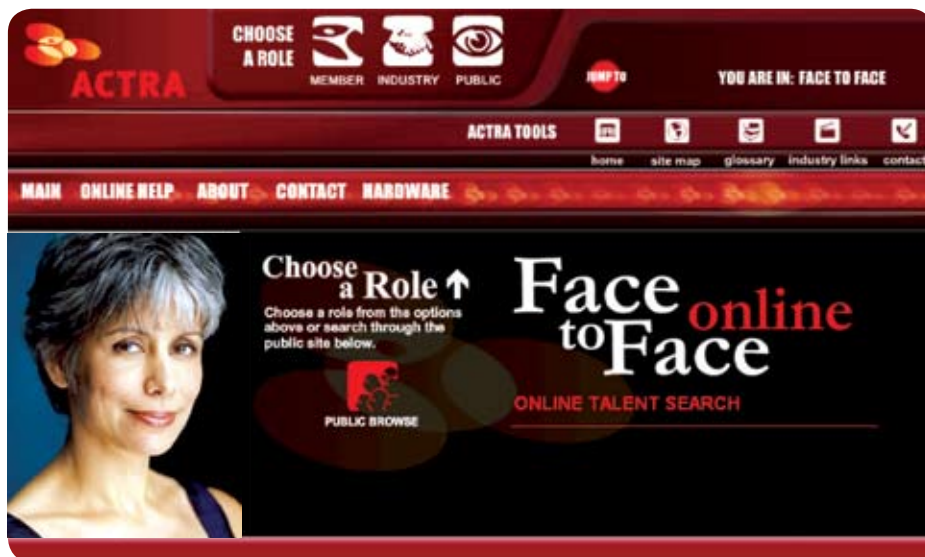 ACTRA
CHOOSE
A ROLE
MEMBER INDUSTRY PUBLIC
JUMP TO
YOU ARE IN: FACE TO FACE
ACTRA TOOLS
home site map glossary industry links contact
MAIN ONLINE HELP ABOUT CONTACT HARDWARE
Choose
a Role
Choose a role from the options
above or search through the
public site below.
PUBLIC BROWSE
Face
to Face online
ONLINE TALENT SEARCH